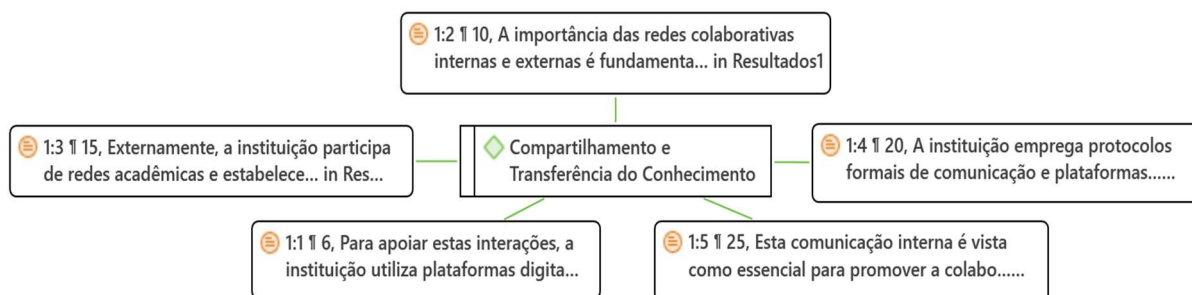 1:2 ¶ 10, A importância das redes colaborativas
internas e externas é fundamenta... in Resultados1
1:3 ¶ 15, Externamente, a instituição participa
de redes acadêmicas e estabelece... in Res...
Compartilhamento e
Transferência do Conhecimento
1:4 ¶ 20, A instituição emprega protocolos
formais de comunicação e plataformas......
1:1 ¶ 6, Para apoiar estas interações, a
instituição utiliza plataformas digita...
1:5 ¶ 25, Esta comunicação interna é vista
como essencial para promover a colabo......